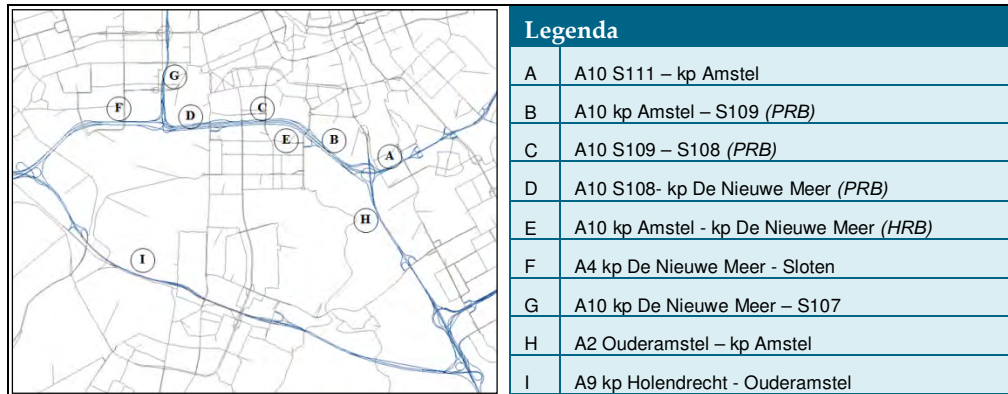 G
F
D
C
E
B
A
H
I
Legenda
A A10 S111 – kp Amstel
B A10 kp Amstel – S109 (PRB)
C A10 S109 – S108 (PRB)
D A10 S108- kp De Nieuwe Meer (PRB)
E A10 kp Amstel - kp De Nieuwe Meer (HRB)
F A4 kp De Nieuwe Meer - Sloten
G A10 kp De Nieuwe Meer – S107
H A2 Ouderamstel – kp Amstel
I A9 kp Holendrecht - Ouderamstel